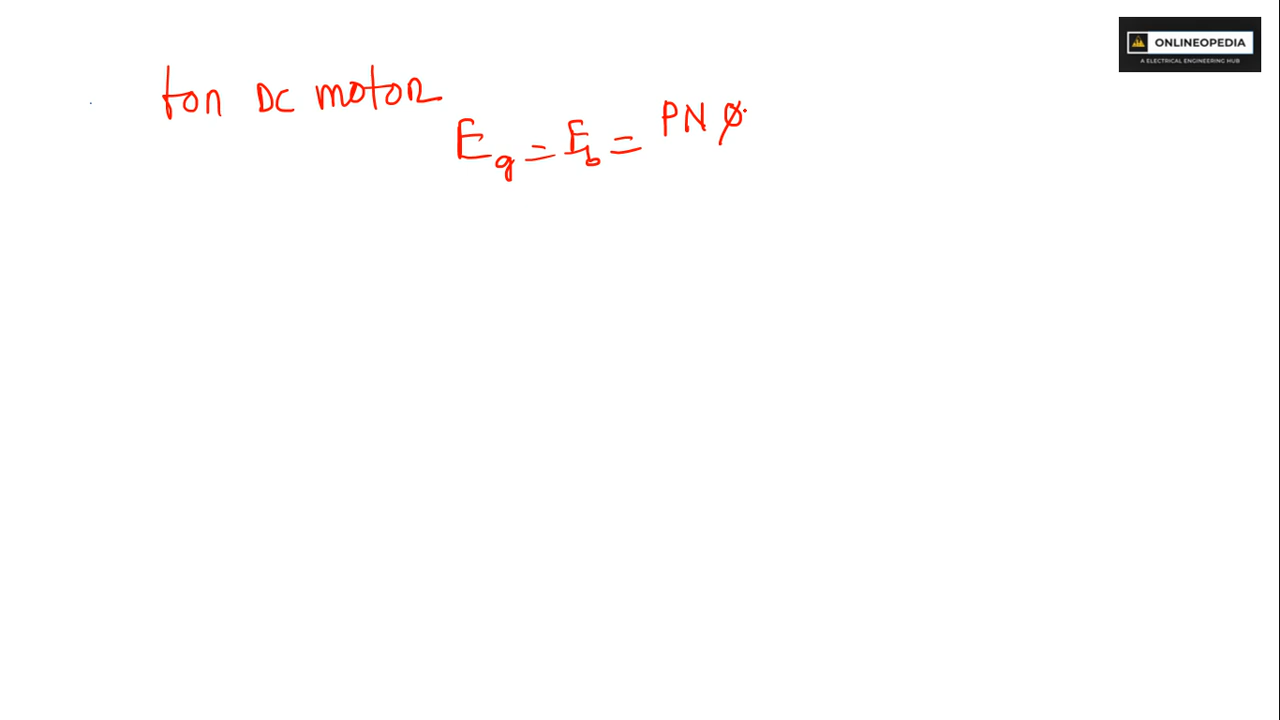 ONLINEOPEDIA
A ELECTRICAL ENGINEERING HUB
for DC motor
Eg = Eb = PNφ